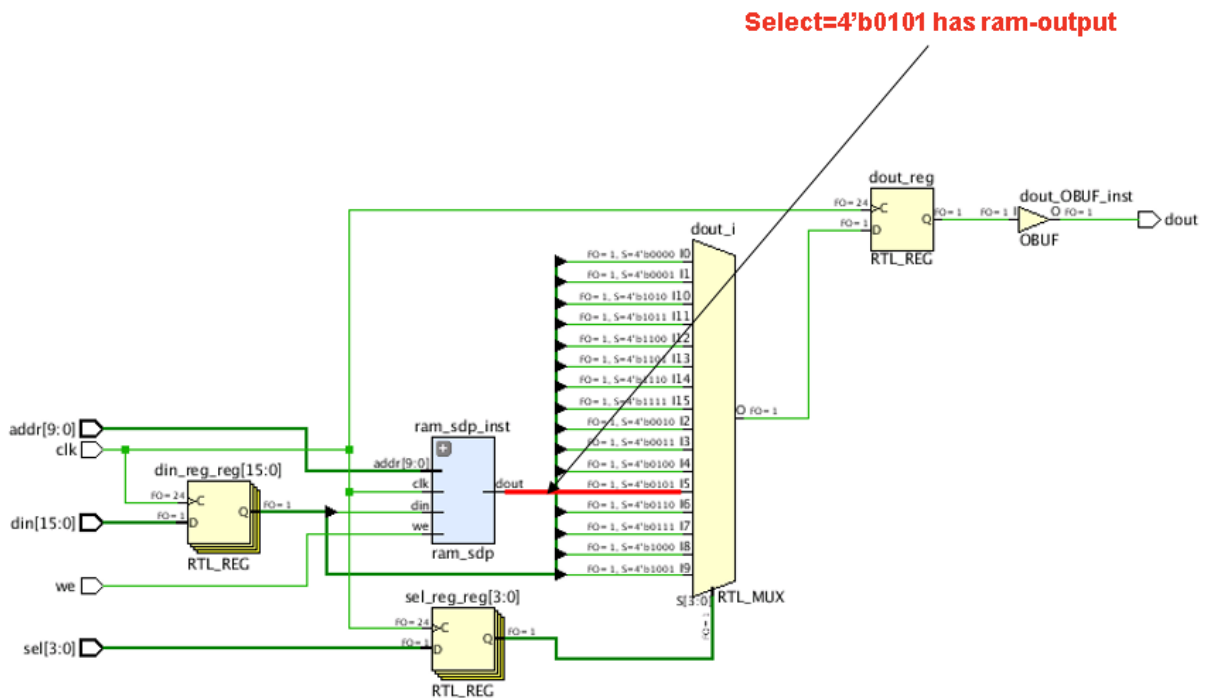 Select=4'b0101 has ram-output
dout_reg
FO=24 C
Q FO=1
FO=1 D
RTL_REG
dout_OBUF_inst
FO=1 I O FO=1
OBUF
dout
dout_i
FO=1, S=4'b0000 I0
FO=1, S=4'b0001 I1
FO=1, S=4'b1010 I10
FO=1, S=4'b1011 I11
FO=1, S=4'b1100 I12
FO=1, S=4'b1101 I13
FO=1, S=4'b1110 I14
FO=1, S=4'b1111 I15
FO=1, S=4'b0010 I2
FO=1, S=4'b0011 I3
FO=1, S=4'b0100 I4
FO=1, S=4'b0101 I5
FO=1, S=4'b0110 I6
FO=1, S=4'b0111 I7
FO=1, S=4'b1000 I8
FO=1, S=4'b1001 I9
O FO=1
S[3:0]
FO=1
RTL_MUX
addr[9:0]
clk
din[15:0]
we
sel[3:0]
din_reg_reg[15:0]
FO=24 C
FO=1 D
Q FO=1
RTL_REG
ram_sdp_inst
addr[9:0]
clk
din
we
dout
ram_sdp
sel_reg_reg[3:0]
FO=24 C
FO=1 D
Q FO=1
RTL_REG